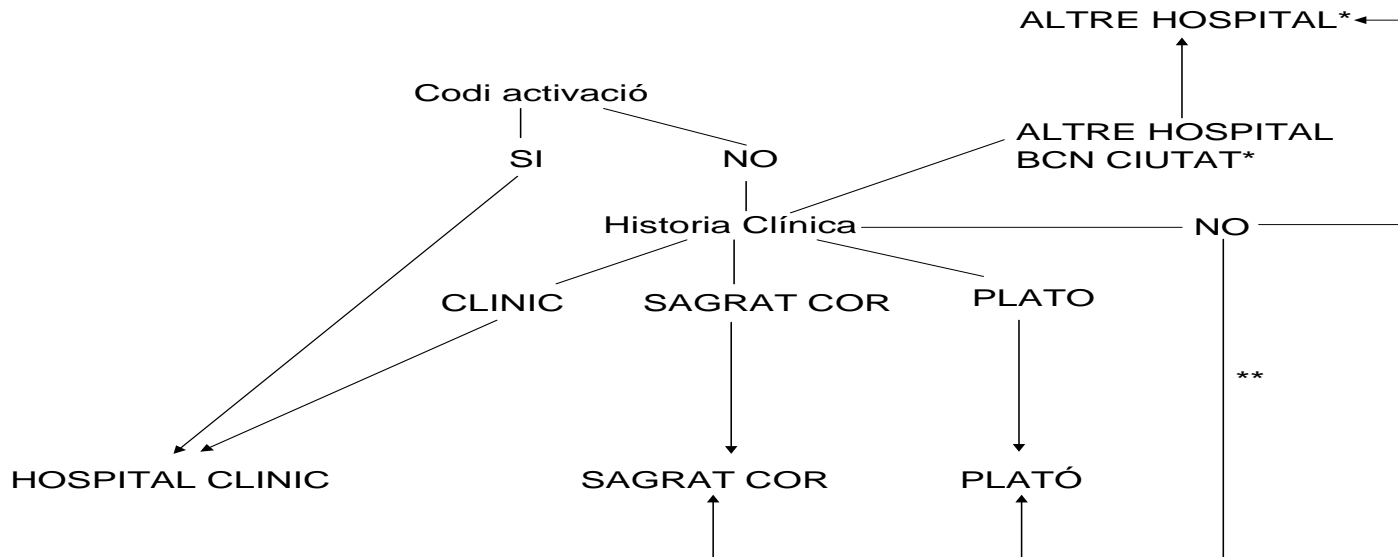 ALTRE HOSPITAL*
Codi activació
ALTRE HOSPITAL
BCN CIUTAT*
SI
NO
Historia Clínica
NO
CLINIC
SAGRAT COR
PLATO
**
HOSPITAL CLINIC
SAGRAT COR
PLATÓ